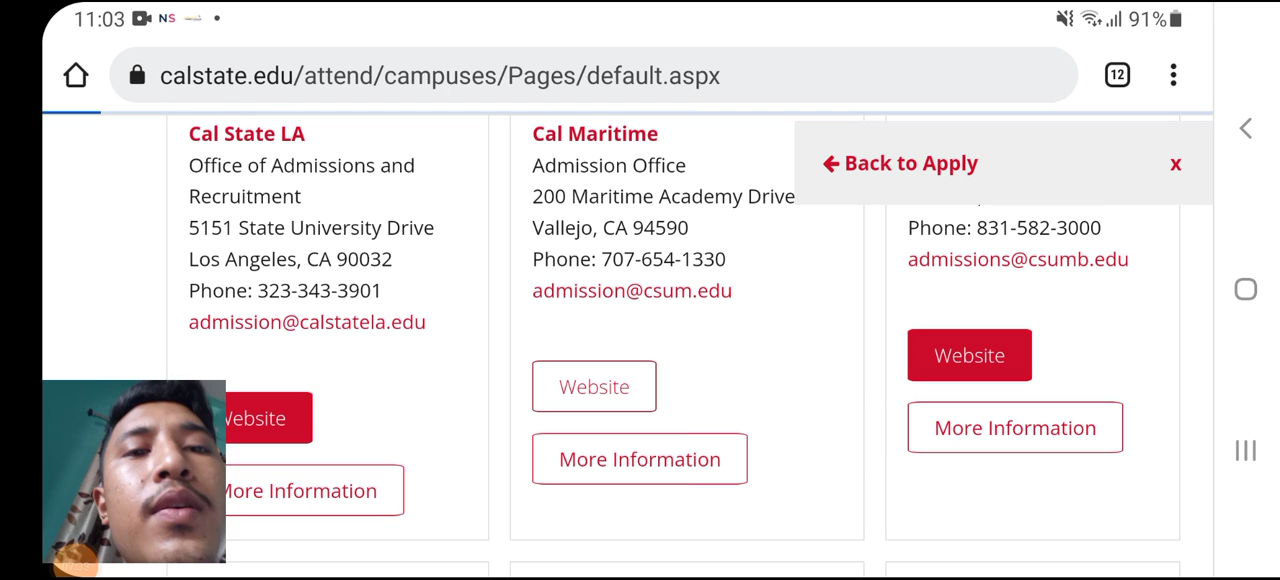 11:03 NS 91%
calstate.edu/attend/campuses/Pages/default.aspx 12
Cal State LA
Office of Admissions and
Recruitment
5151 State University Drive
Los Angeles, CA 90032
Phone: 323-343-3901
admission@calstatela.edu
Website
More Information
Cal Maritime
Admission Office
200 Maritime Academy Drive
Vallejo, CA 94590
Phone: 707-654-1330
admission@csum.edu
Website
More Information
Back to Apply x
Phone: 831-582-3000
admissions@csumb.edu
Website
More Information